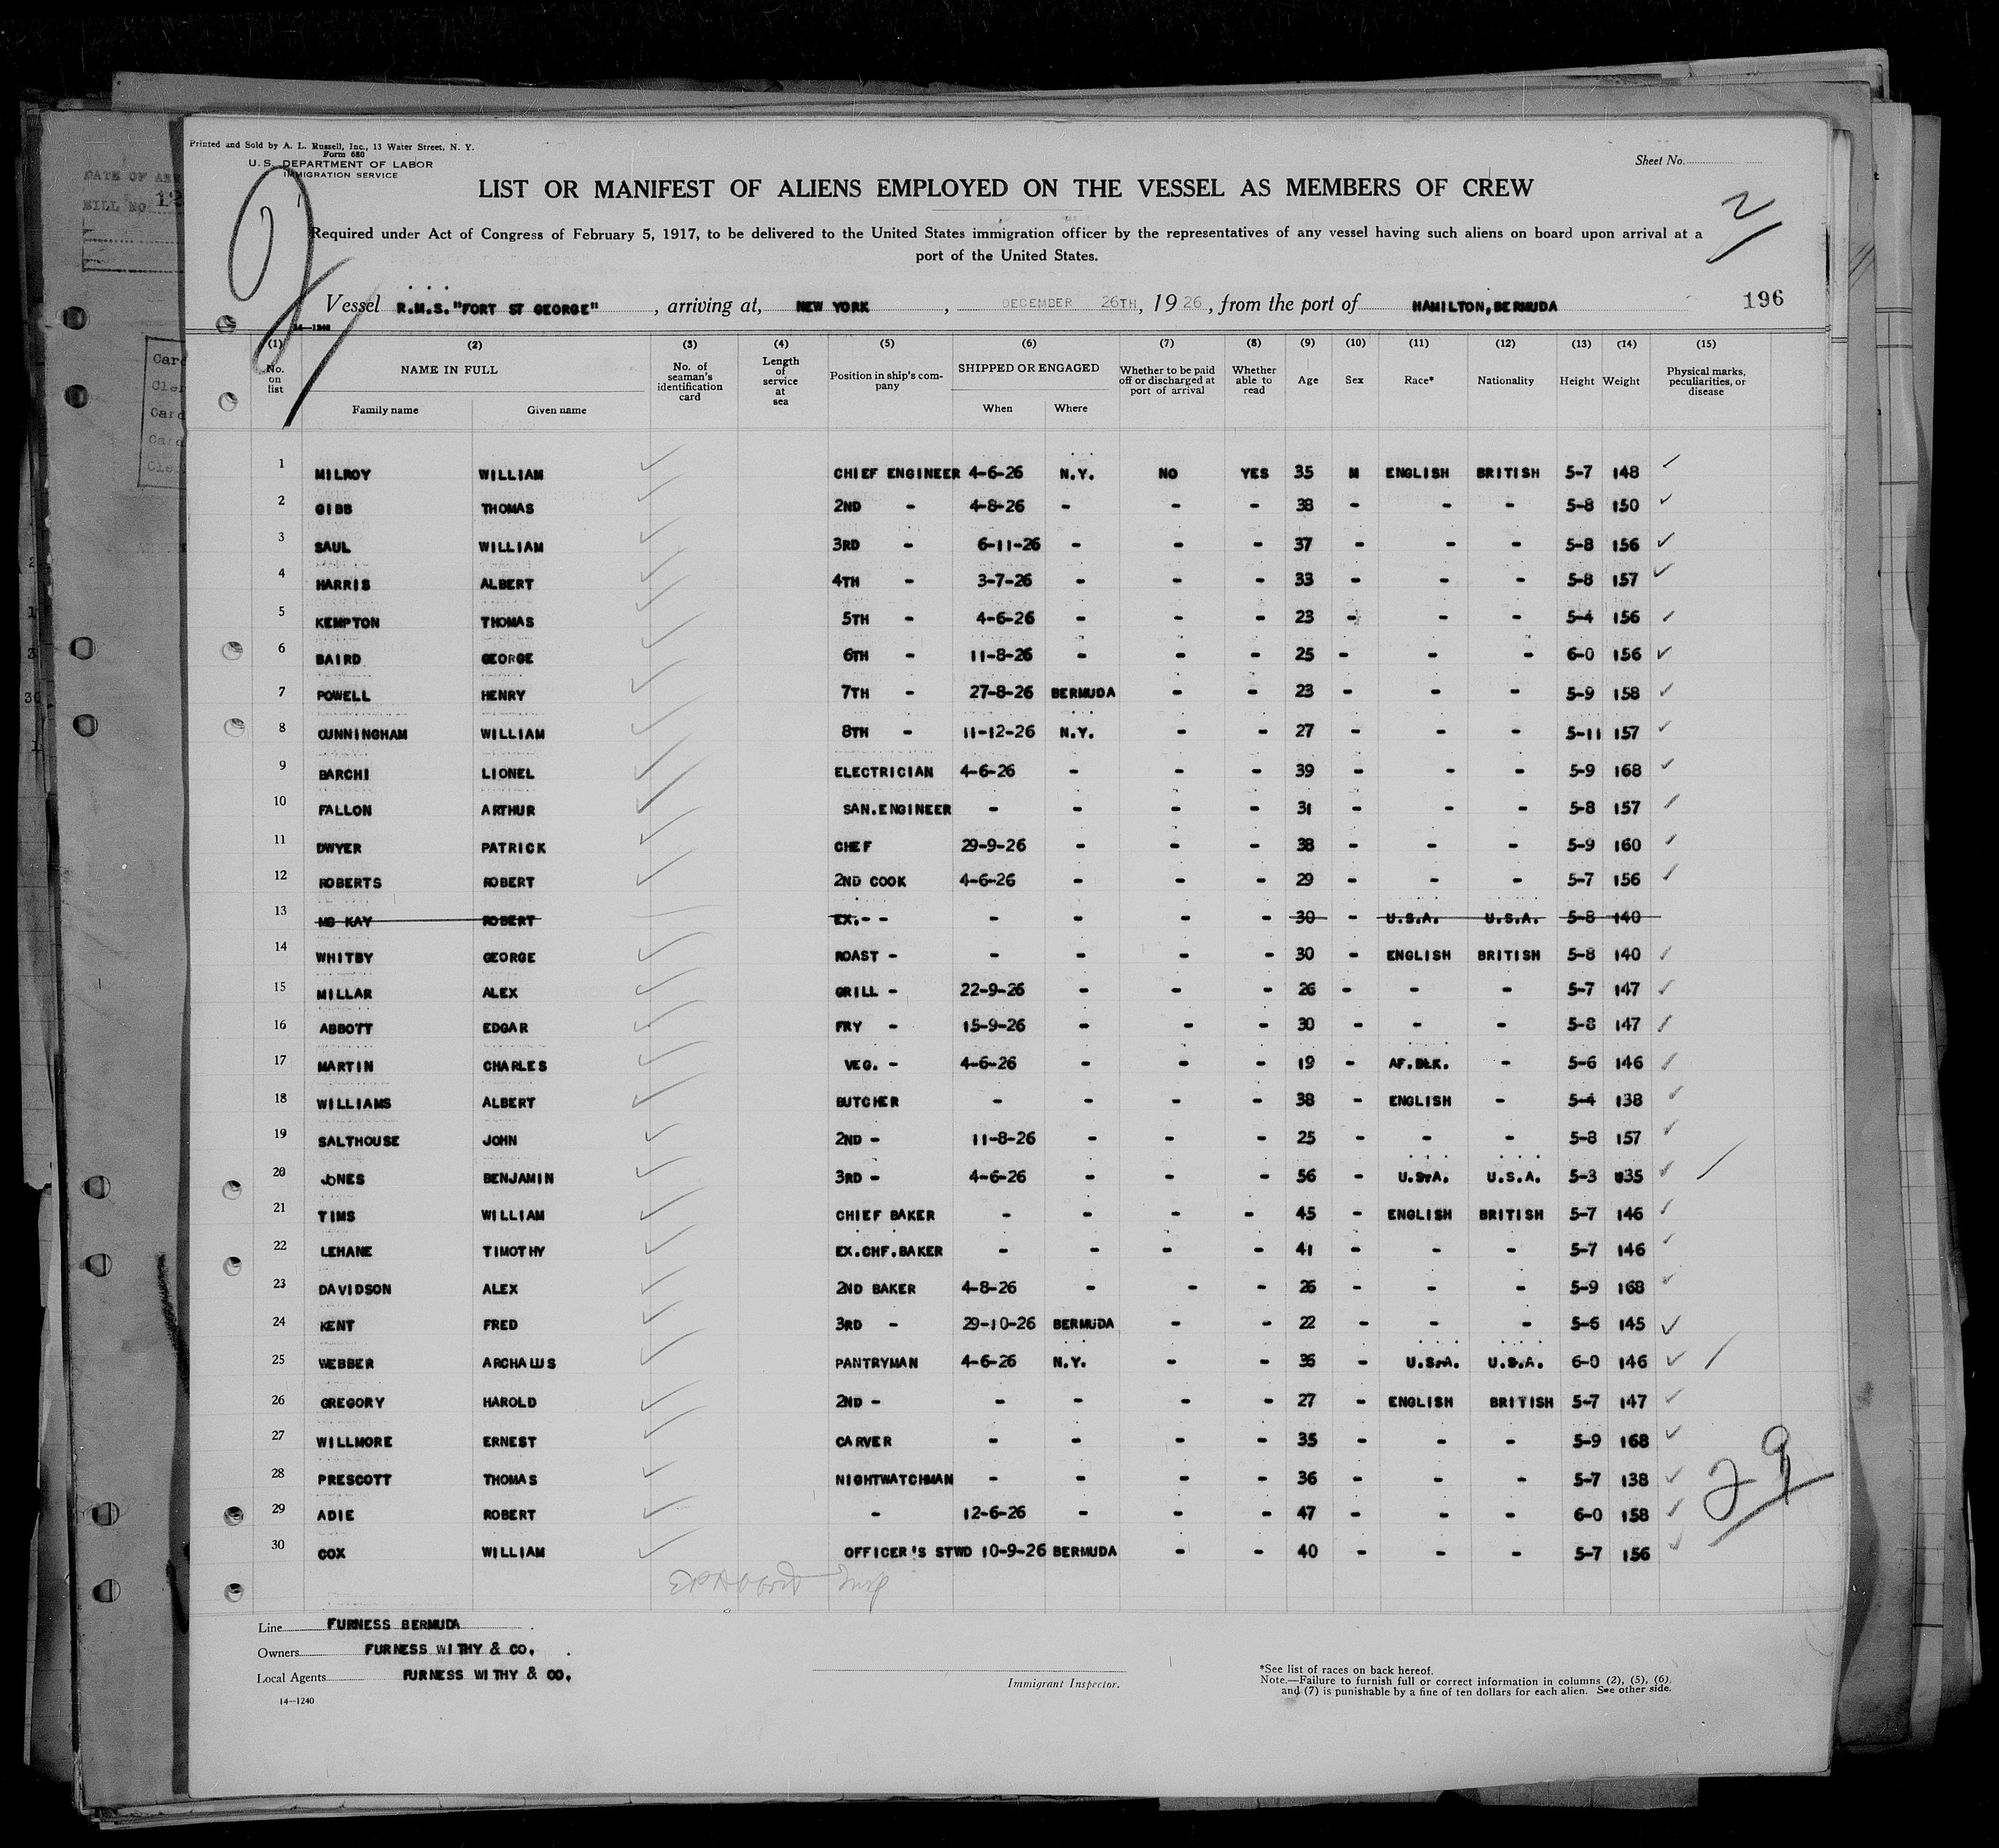 Printed and Sold by A. L. Russell, Inc., 13 Water Street, N. Y.
Form 680
U. S. DEPARTMENT OF LABOR
IMMIGRATION SERVICE
Sheet No.
LIST OR MANIFEST OF ALIENS EMPLOYED ON THE VESSEL AS MEMBERS OF CREW
2
Required under Act of Congress of February 5, 1917, to be delivered to the United States immigration officer by the representatives of any vessel having such aliens on board upon arrival at a
port of the United States.
Vessel R.M.S. "FORT ST GEORGE", arriving at, NEW YORK, DECEMBER 26TH, 1926, from the port of HAMILTON, BERMUDA 196
14—1240
(1) (2) (3) (4) (5) (6) (7) (8) (9) (10) (11) (12) (13) (14) (15)
No. on list NAME IN FULL No. of seaman's identification card Length of service at sea Position in ship's company SHIPPED OR ENGAGED Whether to be paid off or discharged at port of arrival Whether able to read Age Sex Race* Nationality Height Weight Physical marks, peculiarities, or disease
Family name Given name When Where
1 MILROY WILLIAM CHIEF ENGINEER 4-6-26 N.Y. NO YES 35 M ENGLISH BRITISH 5-7 148
2 GIBB THOMAS 2ND - 4-8-26 - - - 38 - - - 5-8 150
3 SAUL WILLIAM 3RD - 6-11-26 - - - 37 - - - 5-8 156
4 HARRIS ALBERT 4TH - 3-7-26 - - - 33 - - - 5-8 157
5 KEMPTON THOMAS 5TH - 4-6-26 - - - 23 - - - 5-4 156
6 BAIRD GEORGE 6TH - 11-8-26 - - - 25 - - - 6-0 156
7 POWELL HENRY 7TH - 27-8-26 BERMUDA - - 23 - - - 5-9 158
8 CUNNINGHAM WILLIAM 8TH - 11-12-26 N.Y. - - 27 - - - 5-11 157
9 BARCHI LIONEL ELECTRICIAN 4-6-26 - - - 39 - - - 5-9 168
10 FALLON ARTHUR SAN.ENGINEER - - - - 31 - - - 5-8 157
11 DWYER PATRICK CHEF 29-9-26 - - - 38 - - - 5-9 160
12 ROBERTS ROBERT 2ND COOK 4-6-26 - - - 29 - - - 5-7 156
13 MC KAY ROBERT EX.- - - - - - 30 - U.S.A. U.S.A. 5-8 140
14 WHITBY GEORGE ROAST - - - - - 30 - ENGLISH BRITISH 5-8 140
15 MILLAR ALEX GRILL - 22-9-26 - - - 26 - - - 5-7 147
16 ABBOTT EDGAR FRY - 15-9-26 - - - 30 - - - 5-8 147
17 MARTIN CHARLES VEG. - 4-6-26 - - - 19 - AF.BLK. - 5-6 146
18 WILLIAMS ALBERT BUTCHER - - - - 38 - ENGLISH - 5-4 138
19 SALTHOUSE JOHN 2ND - 11-8-26 - - - 25 - - - 5-8 157
20 JONES BENJAMIN 3RD - 4-6-26 - - - 56 - U.S.A. U.S.A. 5-3 135
21 TIMS WILLIAM CHIEF BAKER - - - - 45 - ENGLISH BRITISH 5-7 146
22 LEHANE TIMOTHY EX.CHF.BAKER - - - - 41 - - - 5-7 146
23 DAVIDSON ALEX 2ND BAKER 4-8-26 - - - 26 - - - 5-9 168
24 KENT FRED 3RD - 29-10-26 BERMUDA - - 22 - - - 5-6 145
25 WEBBER ARCHALUS PANTRYMAN 4-6-26 N.Y. - - 36 - U.S.A. U.S.A. 6-0 146
26 GREGORY HAROLD 2ND - - - - - 27 - ENGLISH BRITISH 5-7 147
27 WILLMORE ERNEST CARVER - - - - 35 - - - 5-9 168
28 PRESCOTT THOMAS NIGHTWATCHMAN - - - - 36 - - - 5-7 138
29
29 ADIE ROBERT - 12-6-26 - - - 47 - - - 6-0 158
30 COX WILLIAM OFFICER'S STWD 10-9-26 BERMUDA - - 40 - - - 5-7 156
Line FURNESS BERMUDA
Owners FURNESS WITHY & CO.
Local Agents FURNESS WITHY & CO.
14—1240
Immigrant Inspector.
*See list of races on back hereof.
Note.—Failure to furnish full or correct information in columns (2), (5), (6),
and (7) is punishable by a fine of ten dollars for each alien. See other side.